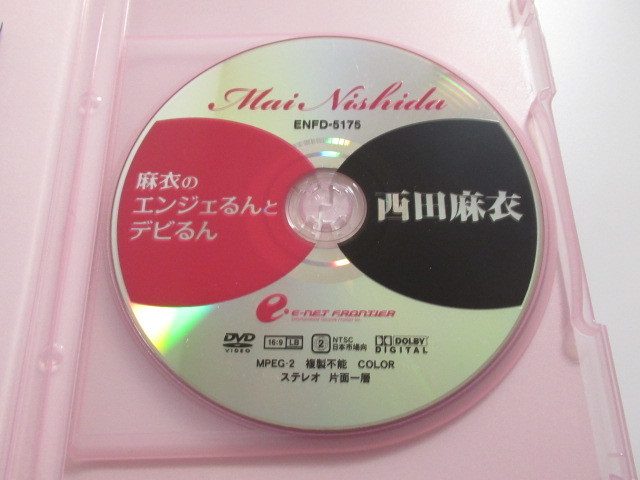 Mai Nishida
ENFD-5175
麻衣の
エンジェるんと
デビるん
西田麻衣
e-NET FRONTIER
DVD
VIDEO
16:9 LB
2
NTSC
日本市場向
DOLBY
DIGITAL
MPEG-2 複製不能 COLOR
ステレオ 片面一層